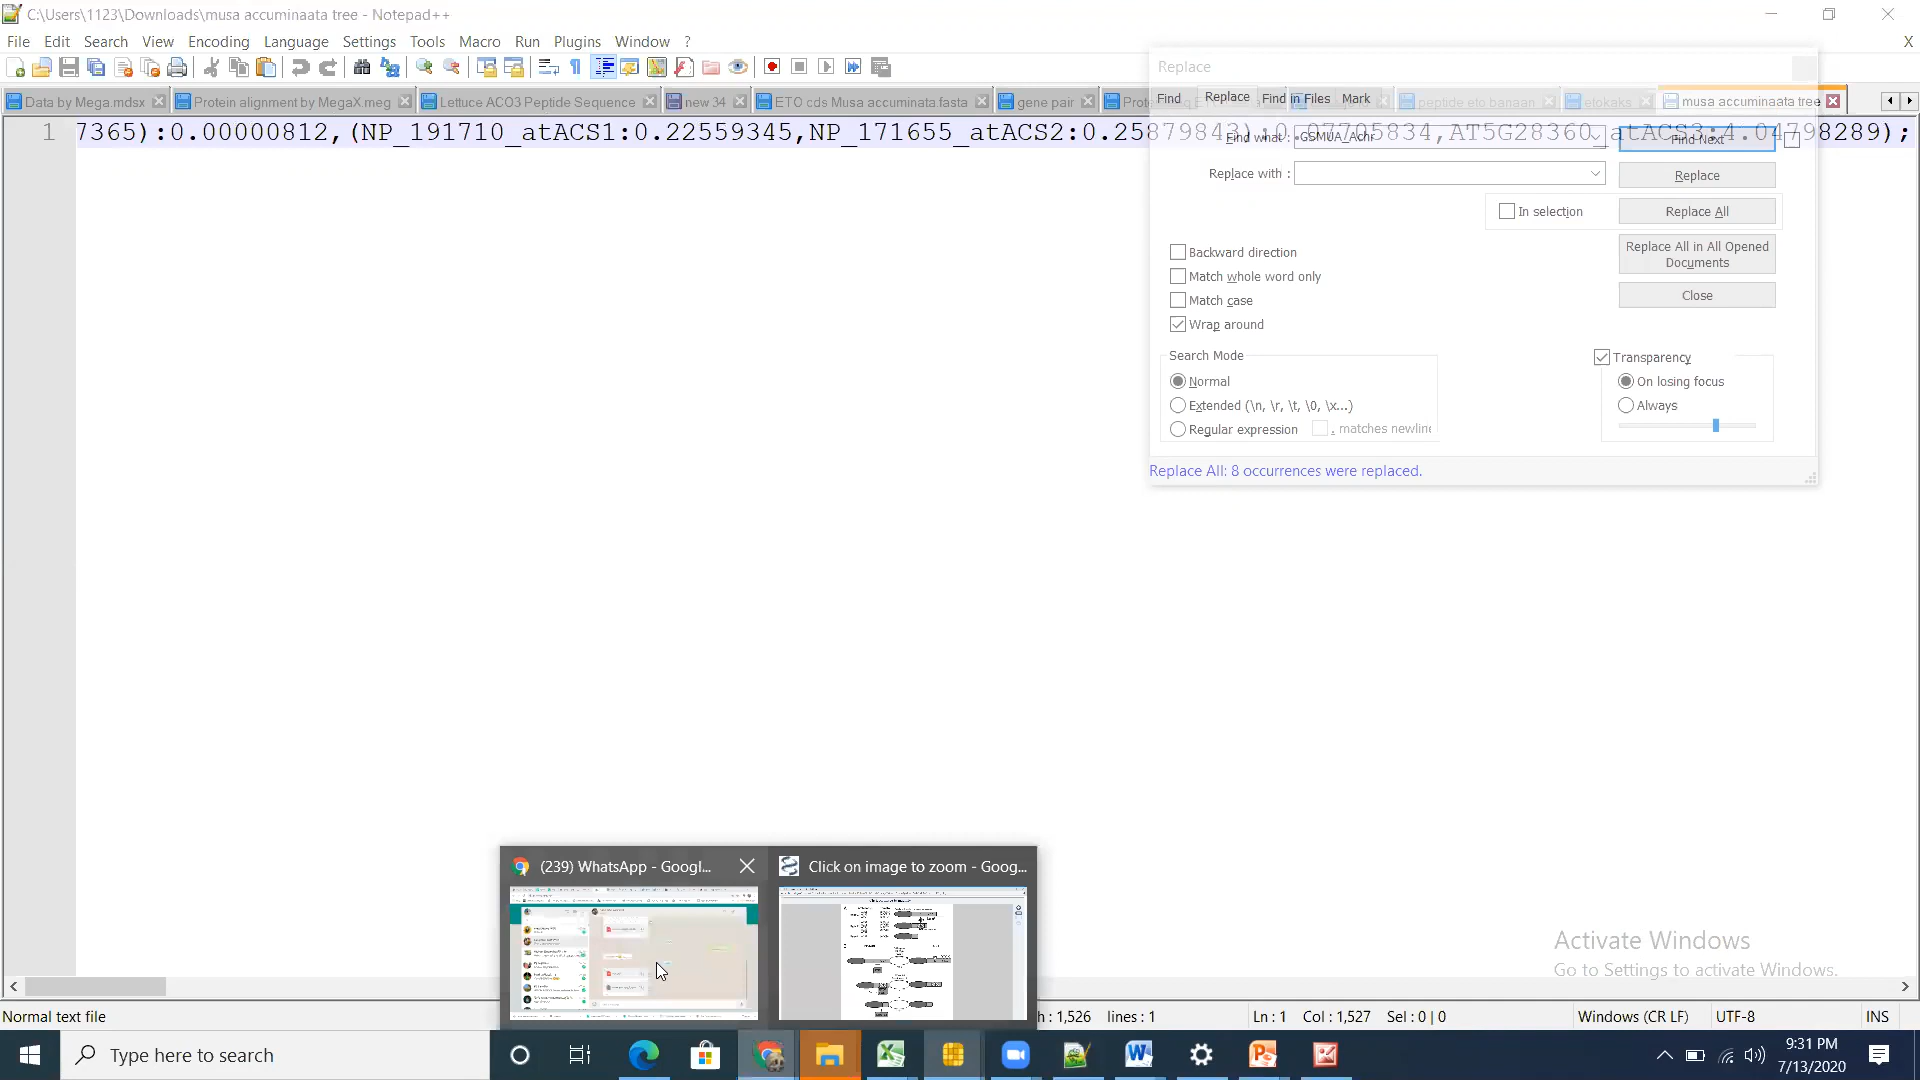 C:\Users\1123\Downloads\musa accuminaata tree - Notepad++
File Edit Search View Encoding Language Settings Tools Macro Run Plugins Window ?
X
Data by Mega.mdsx
Protein alignment by MegaX.meg
Lettuce ACO3 Peptide Sequence
new 34
ETO cds Musa accuminata fasta
gene pair
peptide eto banaan
etokaks
musa accuminaata tree
1 7365):0.00000812,(NP_191710_atACS1:0.22559345,NP_171655_atACS2:0.25879843):0.07705834,AT5G28360_atACS3:4.04798289);
Replace
Find Replace Find in Files Mark
Find what : GSMUA_Achr
Find Next
Replace with :
Replace
In selection
Replace All
Replace All in All Opened
Documents
Close
Backward direction
Match whole word only
Match case
Wrap around
Search Mode
Normal
Extended (\n, \r, \t, \0, \x...)
Regular expression
. matches newline
Transparency
On losing focus
Always
Replace All: 8 occurrences were replaced.
(239) WhatsApp - Googl...
Click on image to zoom - Goog...
Activate Windows
Go to Settings to activate Windows.
Normal text file
h : 1,526 lines : 1
Ln : 1 Col : 1,527 Sel : 0 | 0
Windows (CR LF)
UTF-8
INS
Type here to search
9:31 PM
7/13/2020